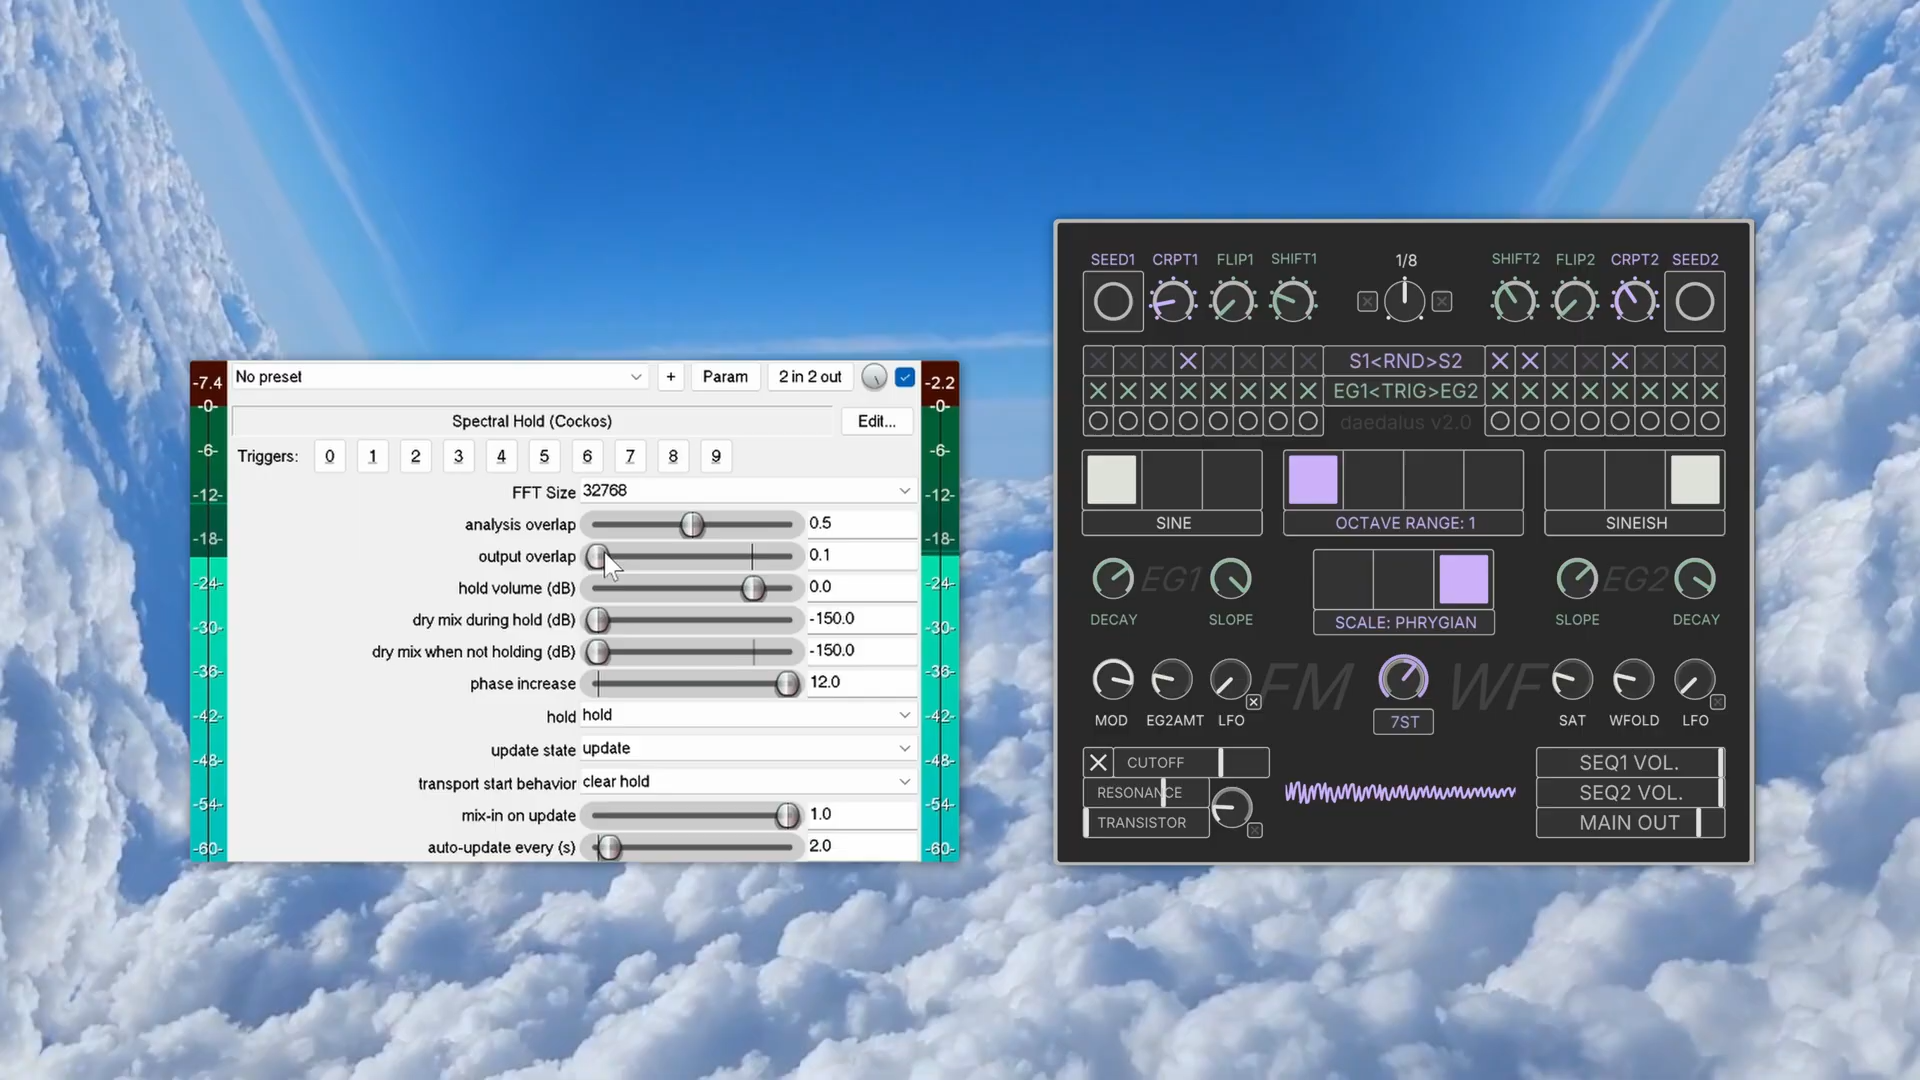 -7.4
No preset
+
Param
2 in 2 out
-2.2
-0-
-6-
-12-
-18-
-24-
-30-
-36-
-42-
-48-
-54-
-60-
Spectral Hold (Cockos)
Edit...
Triggers: 0 1 2 3 4 5 6 7 8 9
FFT Size 32768
analysis overlap 0.5
output overlap 0.1
hold volume (dB) 0.0
dry mix during hold (dB) -150.0
dry mix when not holding (dB) -150.0
phase increase 12.0
hold hold
update state update
transport start behavior clear hold
mix-in on update 1.0
auto-update every (s) 2.0
-0-
-6-
-12-
-18-
-24-
-30-
-36-
-42-
-48-
-54-
-60-
SEED1 CRPT1 FLIP1 SHIFT1 1/8 SHIFT2 FLIP2 CRPT2 SEED2
S1<RND>S2
EG1<TRIG>EG2
daedalus v2.0
SINE OCTAVE RANGE: 1 SINEISH
EG1 EG2
DECAY SLOPE SCALE: PHRYGIAN SLOPE DECAY
FM WF
MOD EG2AMT LFO 7ST SAT WFOLD LFO
CUTOFF SEQ1 VOL.
RESONANCE SEQ2 VOL.
TRANSISTOR MAIN OUT